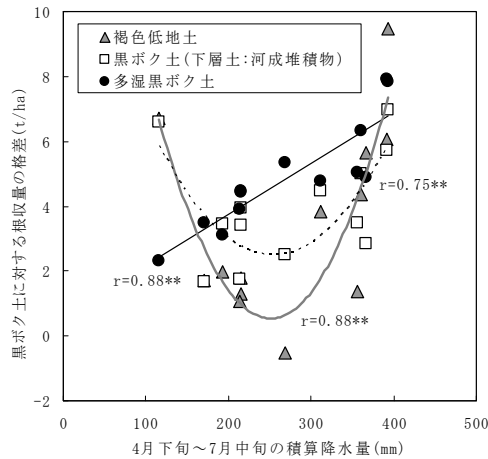 黒ボク土に対する根収量の格差(t/ha)
10
8
6
4
2
0
-2
褐色低地土
黒ボク土(下層土:河成堆積物)
多湿黒ボク土
r=0.75**
r=0.88**
r=0.88**
0
100
200
300
400
500
4月下旬～7月中旬の積算降水量(mm)